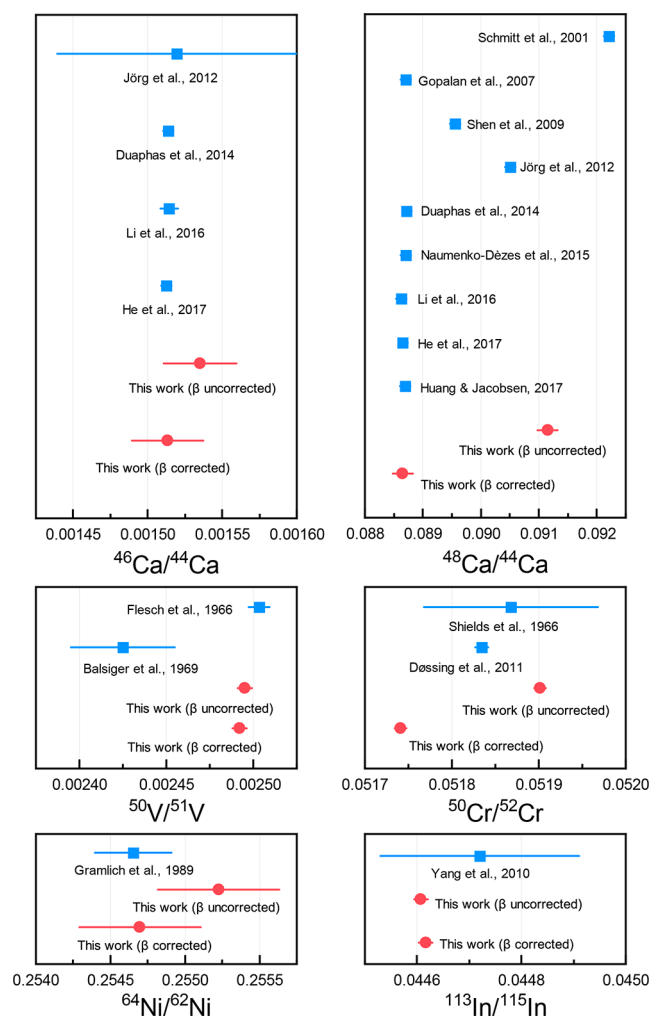 Jörg et al., 2012
Duaphas et al., 2014
Li et al., 2016
He et al., 2017
This work (β uncorrected)
This work (β corrected)
0.00145 0.00150 0.00155 0.00160
⁴⁶Ca/⁴⁴Ca
Schmitt et al., 2001
Gopalan et al., 2007
Shen et al., 2009
Jörg et al., 2012
Duaphas et al., 2014
Naumenko-Dèzes et al., 2015
Li et al., 2016
He et al., 2017
Huang & Jacobsen, 2017
This work (β uncorrected)
This work (β corrected)
0.088 0.089 0.090 0.091 0.092
⁴⁸Ca/⁴⁴Ca
Flesch et al., 1966
Balsiger et al., 1969
This work (β uncorrected)
This work (β corrected)
0.00240 0.00245 0.00250
⁵⁰V/⁵¹V
Shields et al., 1966
Døssing et al., 2011
This work (β uncorrected)
This work (β corrected)
0.0517 0.0518 0.0519 0.0520
⁵⁰Cr/⁵²Cr
Gramlich et al., 1989
This work (β uncorrected)
This work (β corrected)
0.2540 0.2545 0.2550 0.2555
⁶⁴Ni/⁶²Ni
Yang et al., 2010
This work (β uncorrected)
This work (β corrected)
0.0446 0.0448 0.0450
¹¹³In/¹¹⁵In